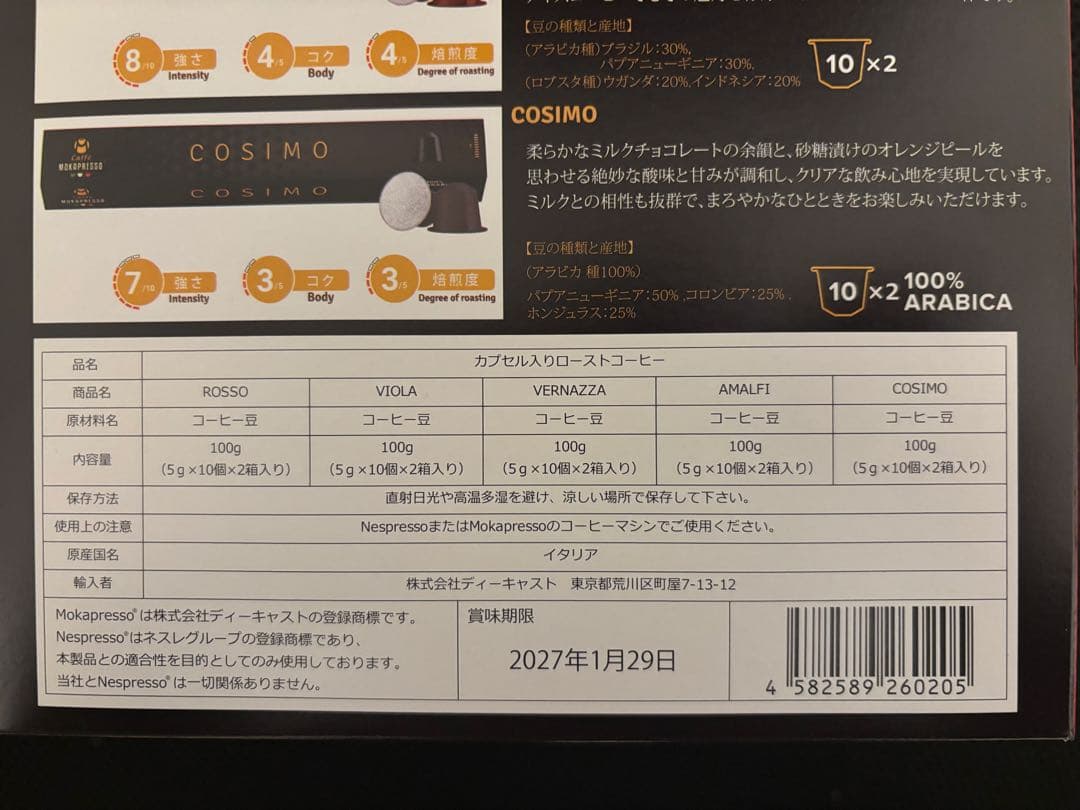 【豆の種類と産地】
(アラビカ種)ブラジル:30%,
パプアニューギニア:30%,
(ロブスタ種)ウガンダ:20%,インドネシア:20%
10 ×2
8/10 強さ Intensity
4/5 コク Body
4/5 焙煎度 Degree of roasting
COSIMO
Caffè
MOKAPRESSO
COSIMO
COSIMO
MOKAPRESSO
柔らかなミルクチョコレートの余韻と、砂糖漬けのオレンジピールを
思わせる絶妙な酸味と甘みが調和し、クリアな飲み心地を実現しています。
ミルクとの相性も抜群で、まろやかなひとときをお楽しみいただけます。
【豆の種類と産地】
(アラビカ 種100%)
パプアニューギニア:50% ,コロンビア:25% ,
ホンジュラス:25%
10 ×2 100% ARABICA
7/10 強さ Intensity
3/5 コク Body
3/5 焙煎度 Degree of roasting
品名 カプセル入りローストコーヒー
商品名 ROSSO VIOLA VERNAZZA AMALFI COSIMO
原材料名 コーヒー豆 コーヒー豆 コーヒー豆 コーヒー豆 コーヒー豆
内容量 100g 100g 100g 100g 100g
(5g×10個×2箱入り) (5g×10個×2箱入り) (5g×10個×2箱入り) (5g×10個×2箱入り) (5g×10個×2箱入り)
保存方法 直射日光や高温多湿を避け、涼しい場所で保存して下さい。
使用上の注意 NespressoまたはMokapressoのコーヒーマシンでご使用ください。
原産国名 イタリア
輸入者 株式会社ディーキャスト 東京都荒川区町屋7-13-12
Mokapresso®は株式会社ディーキャストの登録商標です。
Nespresso®はネスレグループの登録商標であり、
本製品との適合性を目的としてのみ使用しております。
当社とNespresso®は一切関係ありません。
賞味期限
2027年1月29日
4 582589 260205